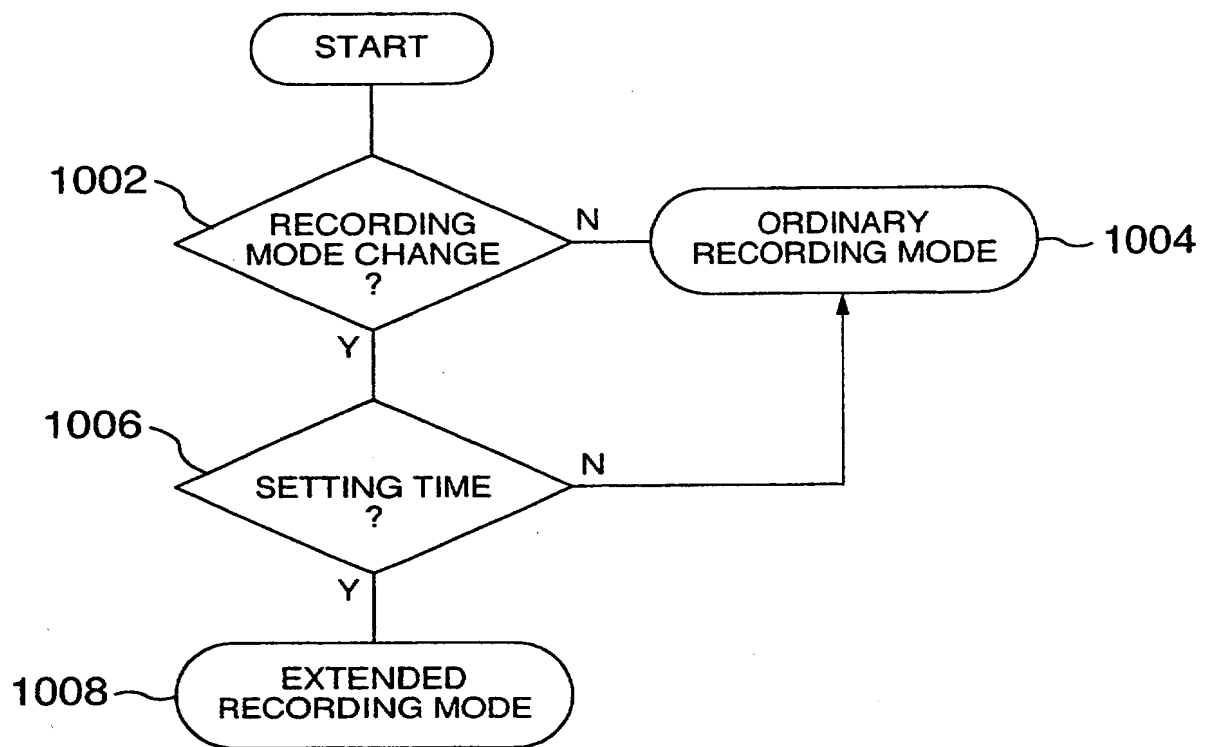 START
1002
RECORDING
MODE CHANGE
?
N
ORDINARY
RECORDING MODE
1004
Y
1006
SETTING TIME
?
N
Y
1008
EXTENDED
RECORDING MODE